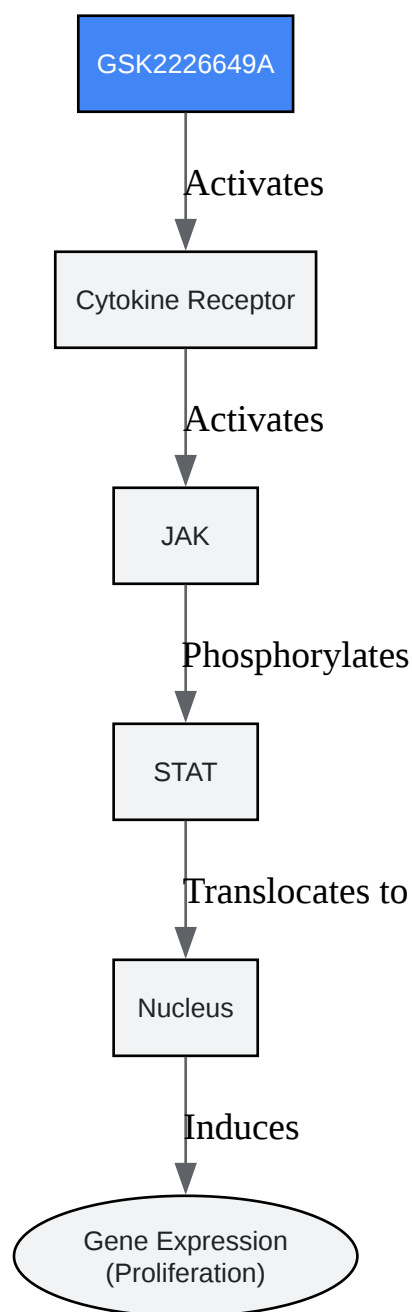 GSK2226649A
Activates
Cytokine Receptor
Activates
JAK
Phosphorylates
STAT
Translocates to
Nucleus
Induces
Gene Expression
(Proliferation)